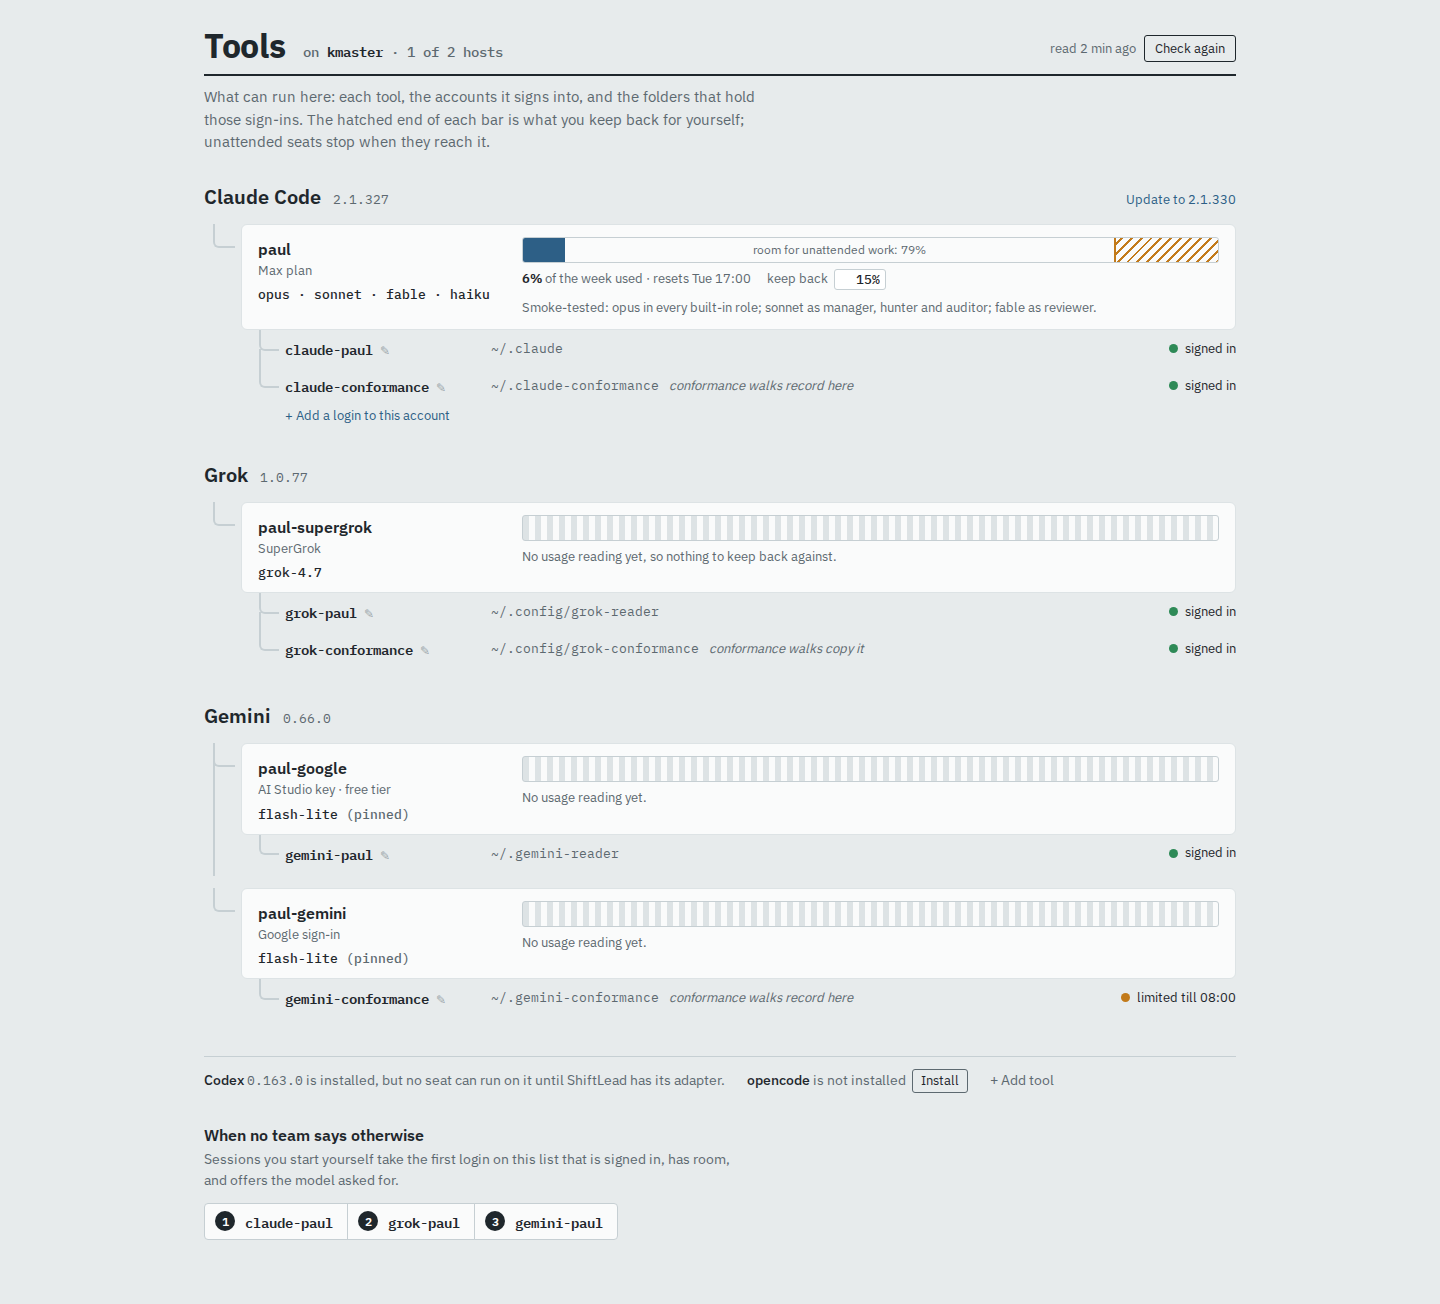 Tools on kmaster · 1 of 2 hosts read 2 min ago Check again
What can run here: each tool, the accounts it signs into, and the folders that hold
those sign-ins. The hatched end of each bar is what you keep back for yourself;
unattended seats stop when they reach it.
Claude Code 2.1.327 Update to 2.1.330
paul
Max plan
opus · sonnet · fable · haiku
room for unattended work: 79%
6% of the week used · resets Tue 17:00 keep back 15%
Smoke-tested: opus in every built-in role; sonnet as manager, hunter and auditor; fable as reviewer.
claude-paul ✎ ~/.claude signed in
claude-conformance ✎ ~/.claude-conformance conformance walks record here signed in
+ Add a login to this account
Grok 1.0.77
paul-supergrok
SuperGrok
grok-4.7
No usage reading yet, so nothing to keep back against.
grok-paul ✎ ~/.config/grok-reader signed in
grok-conformance ✎ ~/.config/grok-conformance conformance walks copy it signed in
Gemini 0.66.0
paul-google
AI Studio key · free tier
flash-lite (pinned)
No usage reading yet.
gemini-paul ✎ ~/.gemini-reader signed in
paul-gemini
Google sign-in
flash-lite (pinned)
No usage reading yet.
gemini-conformance ✎ ~/.gemini-conformance conformance walks record here limited till 08:00
Codex 0.163.0 is installed, but no seat can run on it until ShiftLead has its adapter. opencode is not installed Install + Add tool
When no team says otherwise
Sessions you start yourself take the first login on this list that is signed in, has room,
and offers the model asked for.
1 claude-paul 2 grok-paul 3 gemini-paul